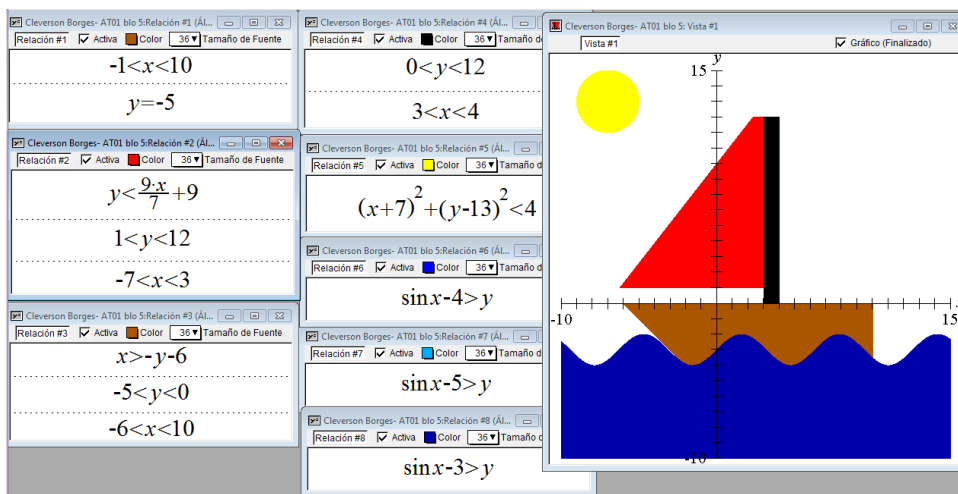 Cleverson Borges- AT01 blo 5:Relación #1 (Ál...
Relación #1 Activa Color 36 Tamaño de Fuente
-1<x<10
y=-5
Cleverson Borges- AT01 blo 5:Relación #2 (Ál...
Relación #2 Activa Color 36 Tamaño de Fuente
y<9·x/7+9
1<y<12
-7<x<3
Cleverson Borges- AT01 blo 5:Relación #3 (Ál...
Relación #3 Activa Color 36 Tamaño de Fuente
x>-y-6
-5<y<0
-6<x<10
Cleverson Borges- AT01 blo 5:Relación #4 (Ál...
Relación #4 Activa Color 36 Tamaño de Fuente
0<y<12
3<x<4
Cleverson Borges- AT01 blo 5:Relación #5 (Ál...
Relación #5 Activa Color 36 Tamaño d
(x+7)²+(y-13)²<4
Cleverson Borges- AT01 blo 5:Relación #6 (Ál...
Relación #6 Activa Color 36 Tamaño d
sinx-4>y
Cleverson Borges- AT01 blo 5:Relación #7 (Ál...
Relación #7 Activa Color 36 Tamaño d
sinx-5>y
Cleverson Borges- AT01 blo 5:Relación #8 (Ál...
Relación #8 Activa Color 36 Tamaño d
sinx-3>y
Cleverson Borges- AT01 blo 5: Vista #1
Vista #1 Gráfico (Finalizado)
y
15
-10 15
-10